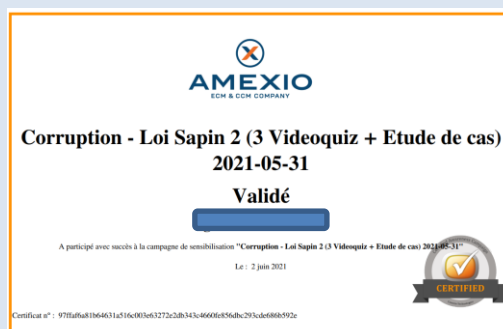 AMEXIO
ECM & CCM COMPANY
Corruption - Loi Sapin 2 (3 Videoquiz + Etude de cas)
2021-05-31
Validé
A participé avec succès à la campagne de sensibilisation "Corruption - Loi Sapin 2 (3 Videoquiz + Etude de cas) 2021-05-31"
Le : 2 juin 2021
CERTIFIED
Certificat n° :